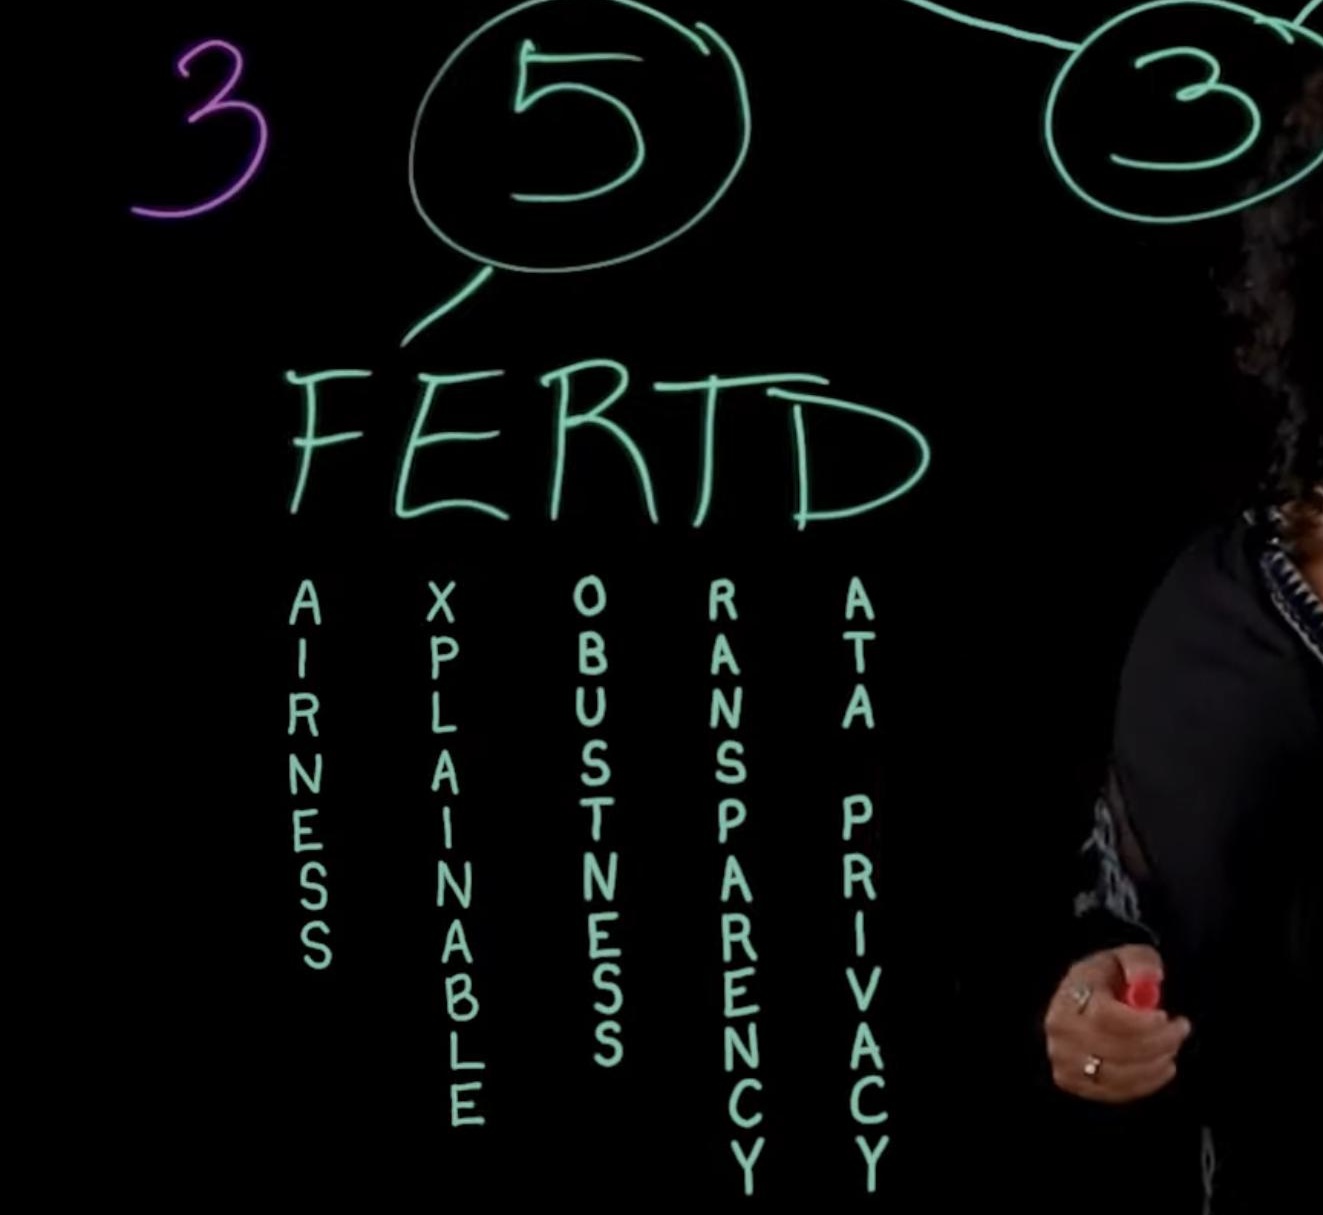 3
5
3
FERTD
AIRNESS
XPLAINABLE
OBUSTNESS
RANSPARENCY
ATA PRIVACY